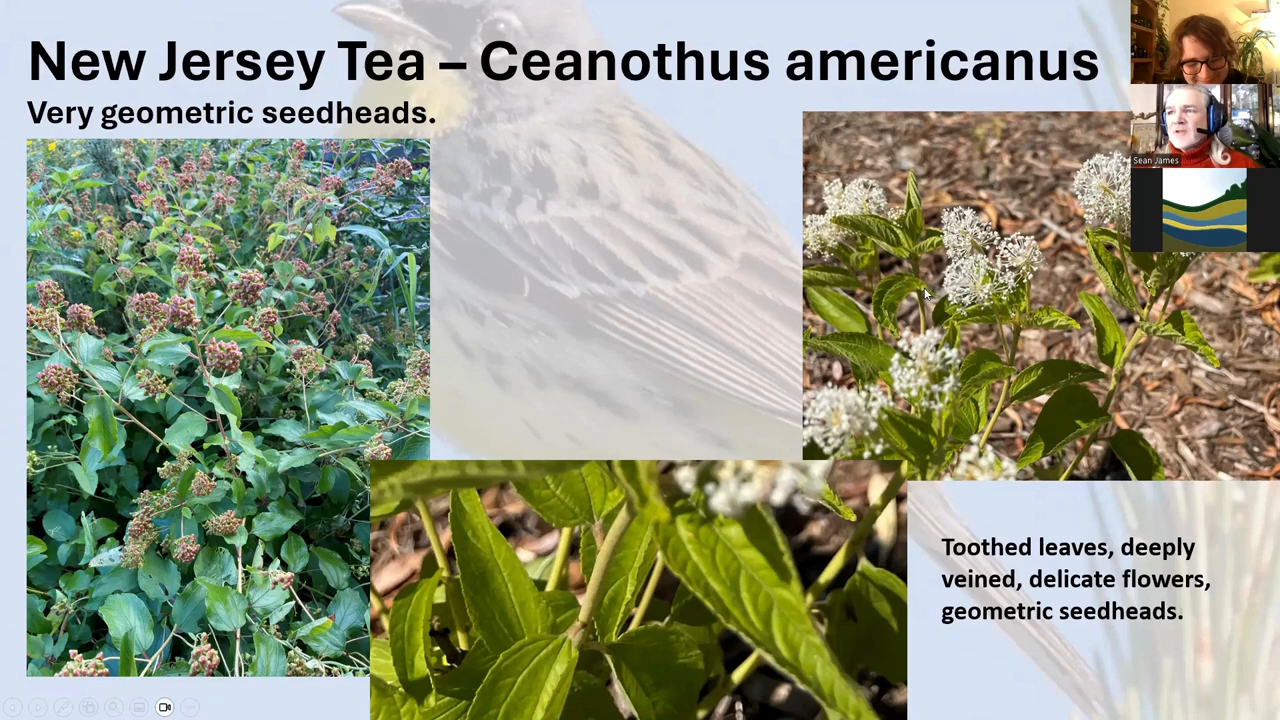 New Jersey Tea – Ceanothus americanus
Very geometric seedheads.
Sean James
Toothed leaves, deeply
veined, delicate flowers,
geometric seedheads.